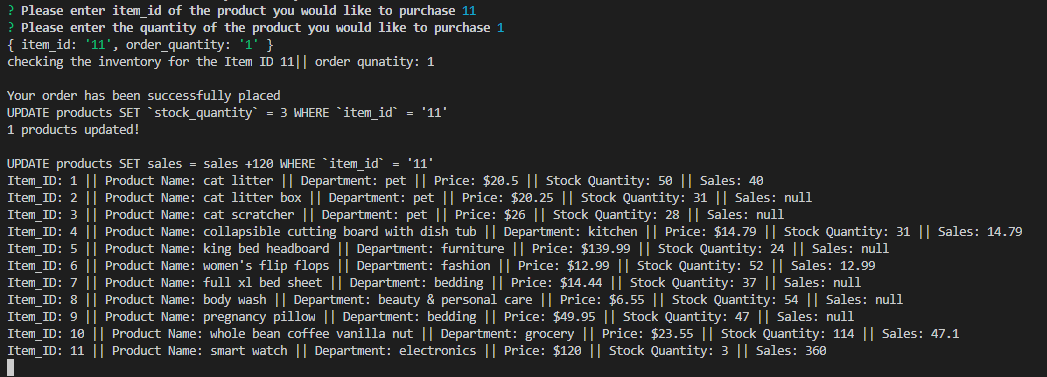 ? Please enter item_id of the product you would like to purchase 11
? Please enter the quantity of the product you would like to purchase 1
{ item_id: '11', order_quantity: '1' }
checking the inventory for the Item ID 11|| order qunatity: 1
Your order has been successfully placed
UPDATE products SET `stock_quantity` = 3 WHERE `item_id` = '11'
1 products updated!
UPDATE products SET sales = sales +120 WHERE `item_id` = '11'
Item_ID: 1 || Product Name: cat litter || Department: pet || Price: $20.5 || Stock Quantity: 50 || Sales: 40
Item_ID: 2 || Product Name: cat litter box || Department: pet || Price: $20.25 || Stock Quantity: 31 || Sales: null
Item_ID: 3 || Product Name: cat scratcher || Department: pet || Price: $26 || Stock Quantity: 28 || Sales: null
Item_ID: 4 || Product Name: collapsible cutting board with dish tub || Department: kitchen || Price: $14.79 || Stock Quantity: 31 || Sales: 14.79
Item_ID: 5 || Product Name: king bed headboard || Department: furniture || Price: $139.99 || Stock Quantity: 24 || Sales: null
Item_ID: 6 || Product Name: women's flip flops || Department: fashion || Price: $12.99 || Stock Quantity: 52 || Sales: 12.99
Item_ID: 7 || Product Name: full xl bed sheet || Department: bedding || Price: $14.44 || Stock Quantity: 37 || Sales: null
Item_ID: 8 || Product Name: body wash || Department: beauty & personal care || Price: $6.55 || Stock Quantity: 54 || Sales: null
Item_ID: 9 || Product Name: pregnancy pillow || Department: bedding || Price: $49.95 || Stock Quantity: 47 || Sales: null
Item_ID: 10 || Product Name: whole bean coffee vanilla nut || Department: grocery || Price: $23.55 || Stock Quantity: 114 || Sales: 47.1
Item_ID: 11 || Product Name: smart watch || Department: electronics || Price: $120 || Stock Quantity: 3 || Sales: 360